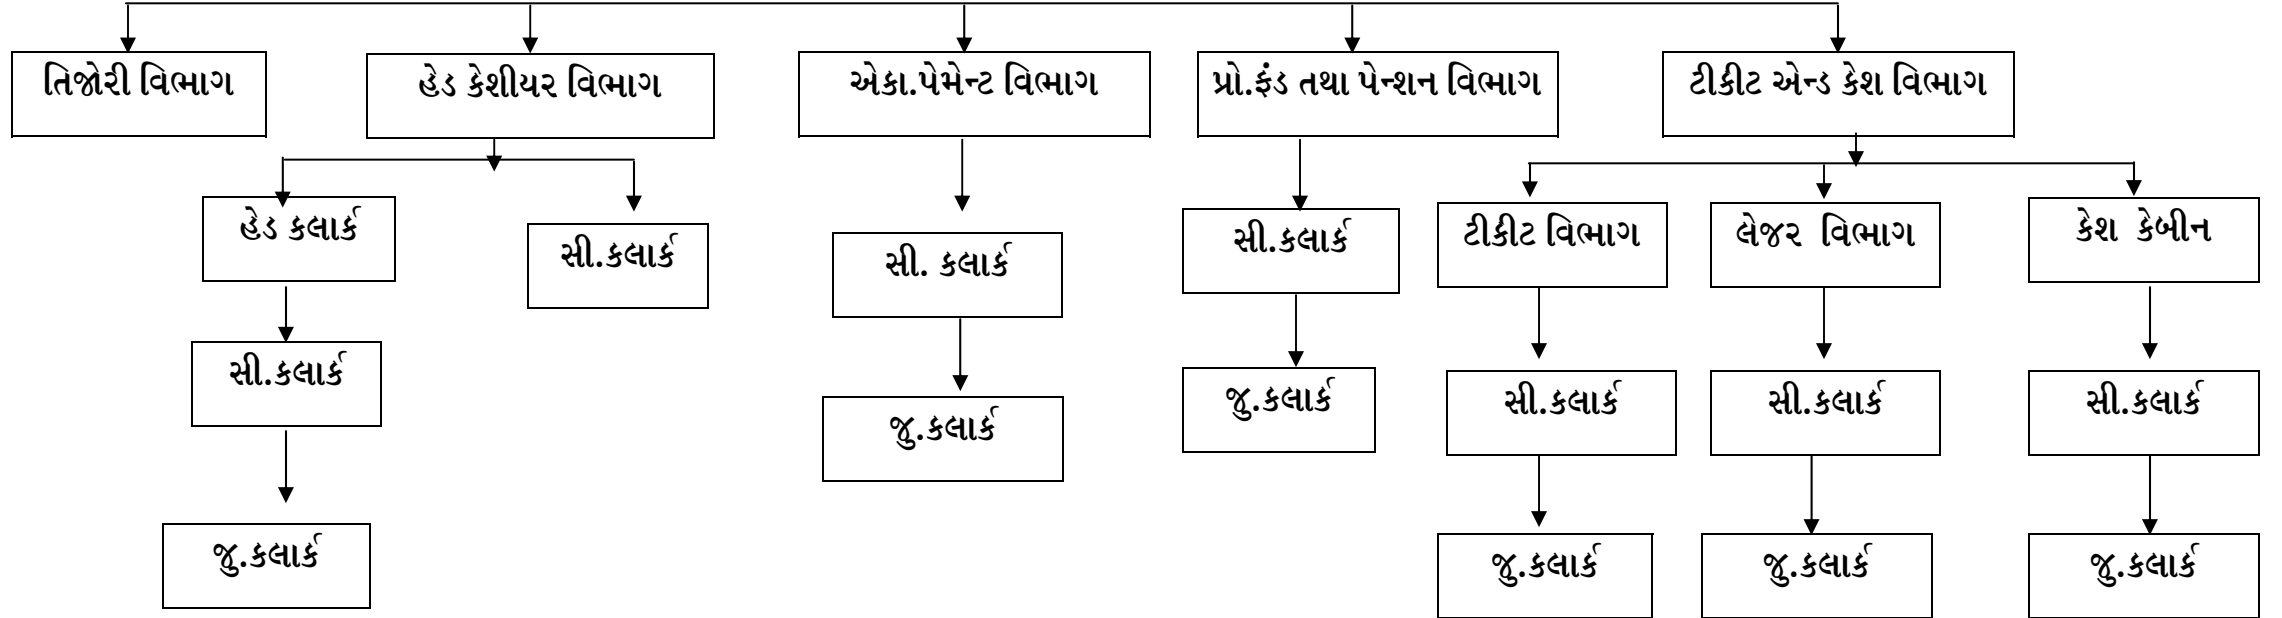 તિજોરી વિભાગ
હેડ કેશીયર વિભાગ
એકા.પેમેન્ટ વિભાગ
પ્રો.ફંડ તથા પેન્શન વિભાગ
ટીકીટ એન્ડ કેશ વિભાગ
હેડ કલાર્ક
સી.કલાર્ક
સી. કલાર્ક
સી.કલાર્ક
ટીકીટ વિભાગ
લેજર વિભાગ
કેશ કેબીન
સી.કલાર્ક
જુ.કલાર્ક
જુ.કલાર્ક
સી.કલાર્ક
સી.કલાર્ક
સી.કલાર્ક
જુ.કલાર્ક
જુ.કલાર્ક
જુ.કલાર્ક
જુ.કલાર્ક